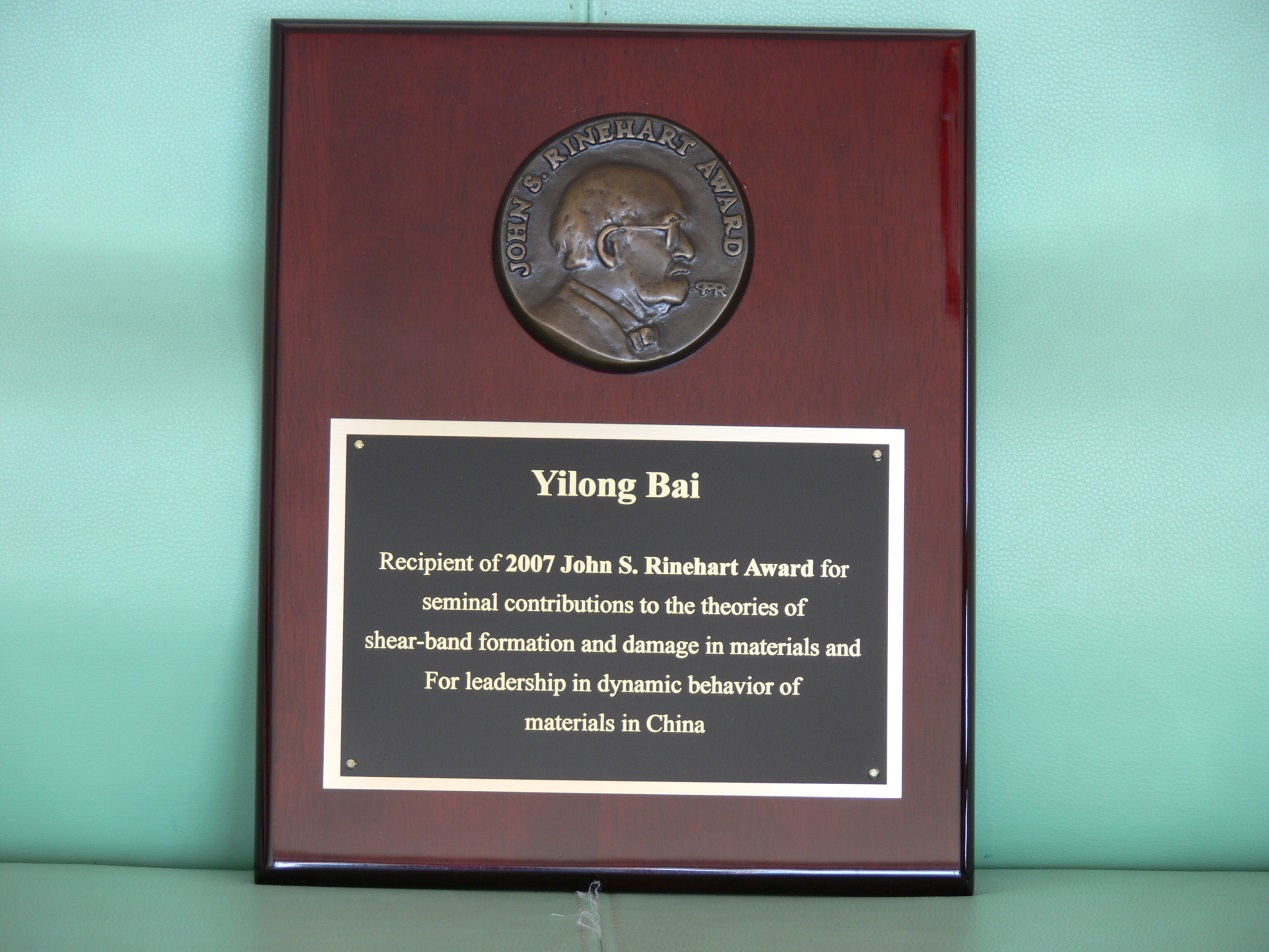 JOHN S. RINEHART AWARD
Yilong Bai
Recipient of 2007 John S. Rinehart Award for
seminal contributions to the theories of
shear-band formation and damage in materials and
For leadership in dynamic behavior of
materials in China